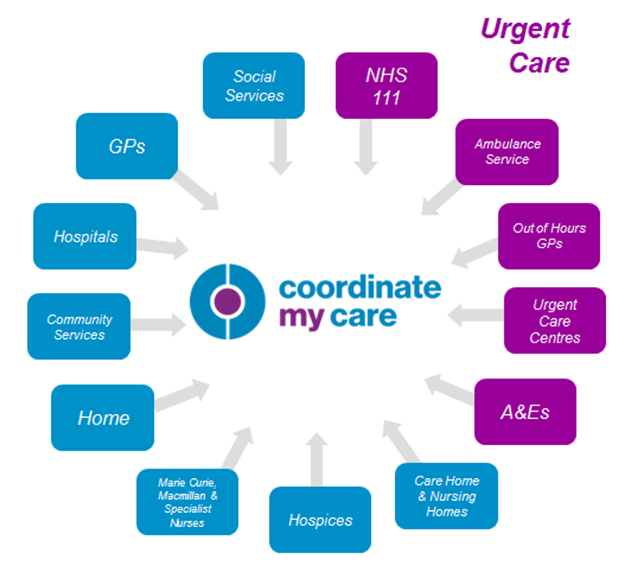 Urgent
Care
Social
Services
NHS
111
GPs
Ambulance
Service
Hospitals
Out of Hours
GPs
coordinate
my care
Community
Services
Urgent
Care
Centres
Home
A&Es
Marie Curie,
Macmillan &
Specialist
Nurses
Hospices
Care Home
& Nursing
Homes